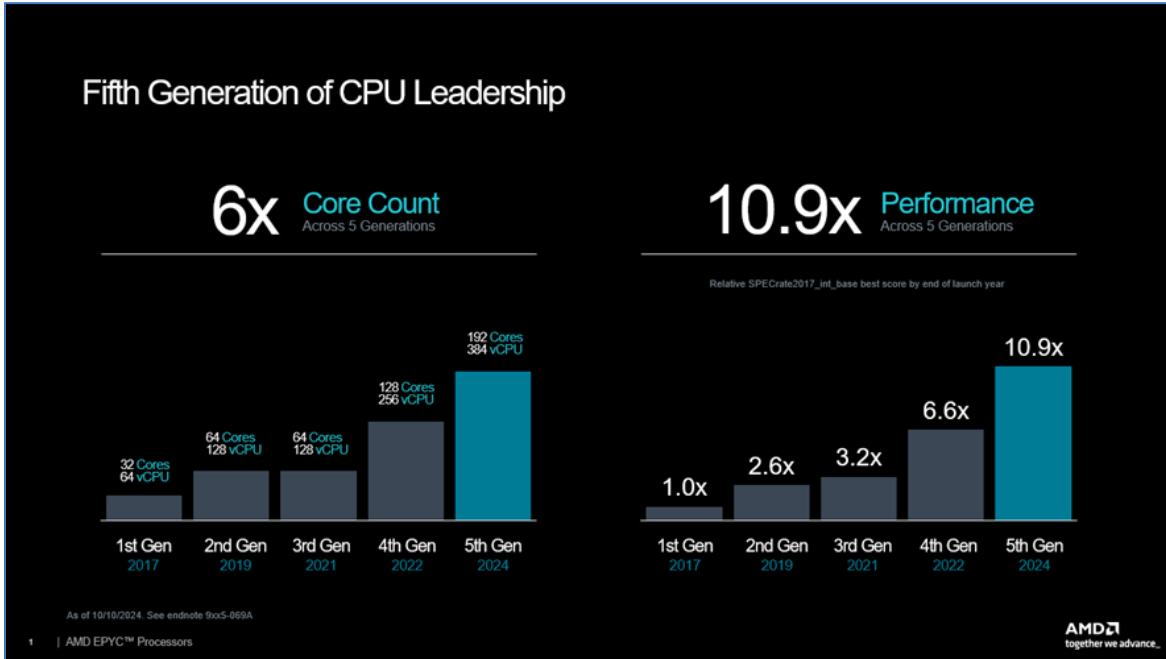 Fifth Generation of CPU Leadership
6x Core Count
Across 5 Generations
192 Cores
384 vCPU
128 Cores
256 vCPU
64 Cores
128 vCPU
64 Cores
128 vCPU
32 Cores
64 vCPU
1st Gen 2nd Gen 3rd Gen 4th Gen 5th Gen
2017 2019 2021 2022 2024
10.9x Performance
Across 5 Generations
Relative SPECrate2017_int_base best score by end of launch year
10.9x
6.6x
3.2x
2.6x
1.0x
1st Gen 2nd Gen 3rd Gen 4th Gen 5th Gen
2017 2019 2021 2022 2024
As of 10/10/2024. See endnote 9xx5-069A
1 | AMD EPYC™ Processors
AMD
together we advance_